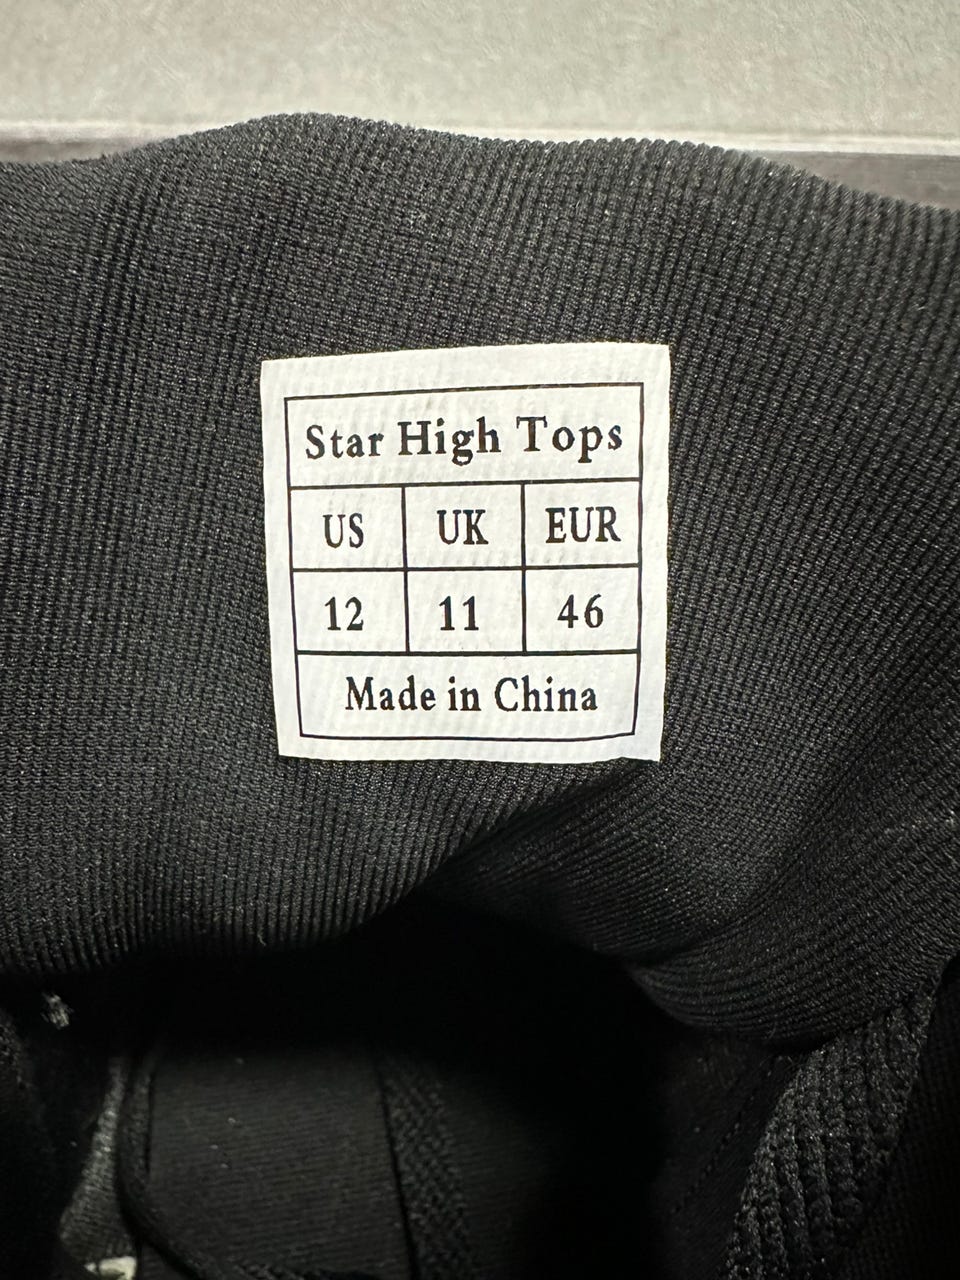 Star High Tops
US UK EUR
12 11 46
Made in China